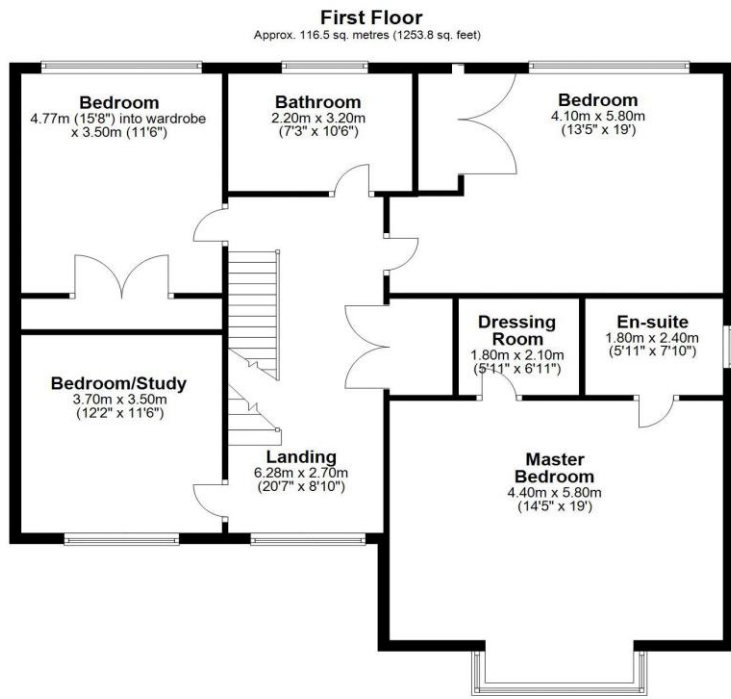 First Floor
Approx. 116.5 sq. metres (1253.8 sq. feet)
Bedroom
4.77m (15'8") into wardrobe
x 3.50m (11'6")
Bathroom
2.20m x 3.20m
(7'3" x 10'6")
Bedroom
4.10m x 5.80m
(13'5" x 19')
Dressing
Room
1.80m x 2.10m
(5'11" x 6'11")
En-suite
1.80m x 2.40m
(5'11" x 7'10")
Bedroom/Study
3.70m x 3.50m
(12'2" x 11'6")
Landing
6.28m x 2.70m
(20'7" x 8'10")
Master
Bedroom
4.40m x 5.80m
(14'5" x 19')